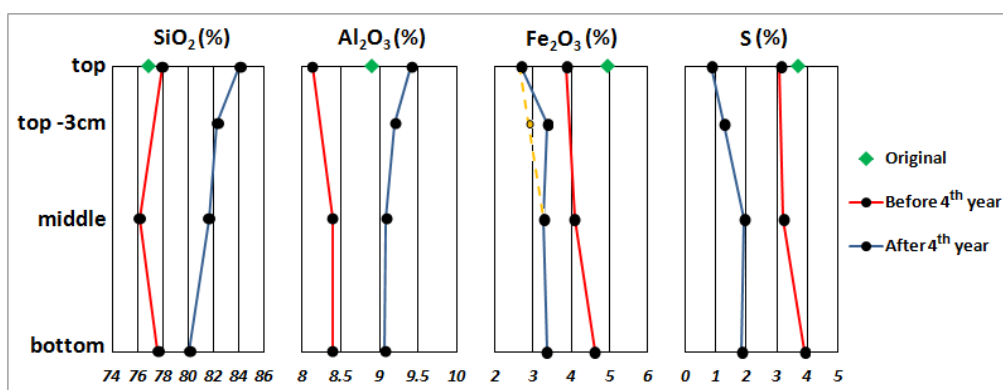 SiO₂ (%) Al₂O₃ (%) Fe₂O₃ (%) S (%)
top
top -3cm
middle
bottom
Original
Before 4th year
After 4th year
74 76 78 80 82 84 86 8 8.5 9 9.5 10 2 3 4 5 6 0 1 2 3 4 5